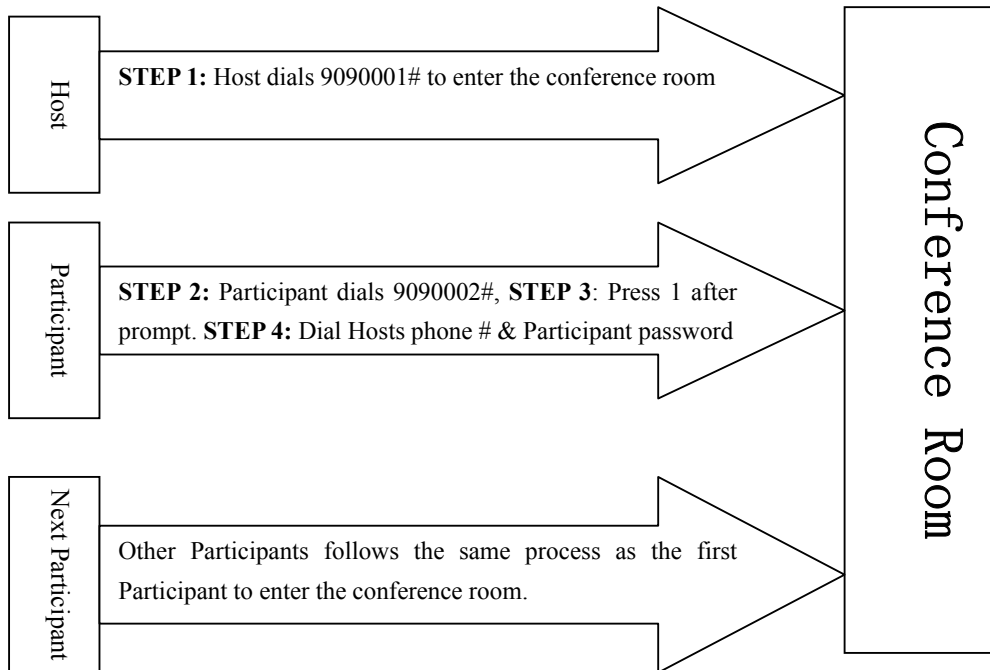 Host
STEP 1: Host dials 9090001# to enter the conference room
Participant
STEP 2: Participant dials 9090002#, STEP 3: Press 1 after
prompt. STEP 4: Dial Hosts phone # & Participant password
Next Participant
Other Participants follows the same process as the first
Participant to enter the conference room.
Conference Room